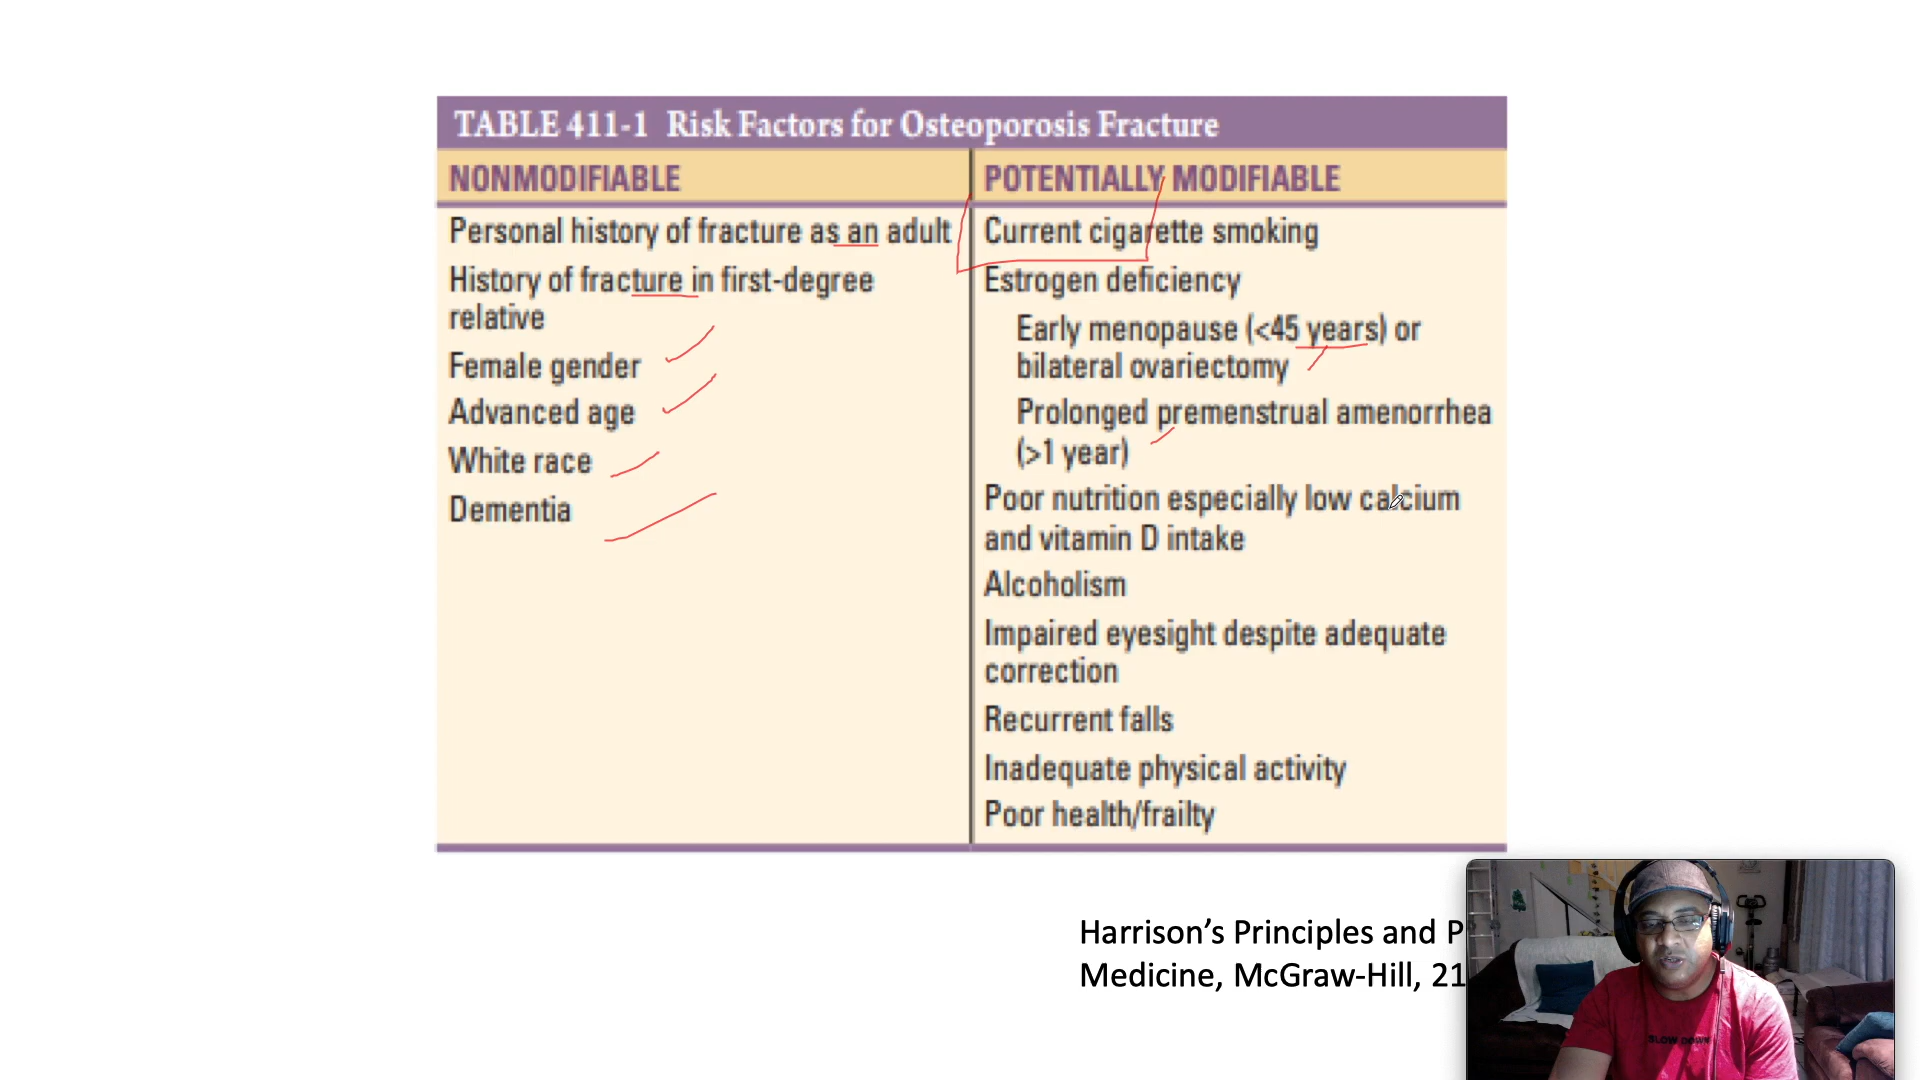 TABLE 411-1 Risk Factors for Osteoporosis Fracture
NONMODIFIABLE
Personal history of fracture as an adult
History of fracture in first-degree
relative
Female gender
Advanced age
White race
Dementia
POTENTIALLY MODIFIABLE
Current cigarette smoking
Estrogen deficiency
Early menopause (<45 years) or
bilateral ovariectomy
Prolonged premenstrual amenorrhea
(>1 year)
Poor nutrition especially low calcium
and vitamin D intake
Alcoholism
Impaired eyesight despite adequate
correction
Recurrent falls
Inadequate physical activity
Poor health/frailty
Harrison’s Principles and P
Medicine, McGraw-Hill, 21
SLOW DOWN